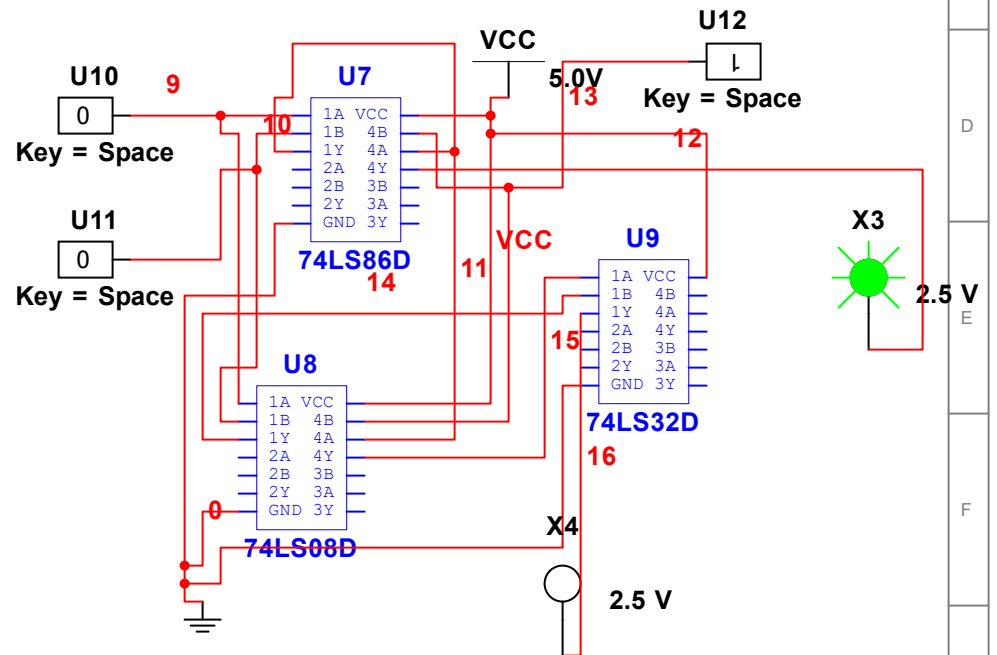 U12
VCC
1
5.0V
Key = Space
13
U10
9
0
Key = Space
U7
10
1A VCC
1B 4B
1Y 4A
2A 4Y
2B 3B
2Y 3A
GND 3Y
74LS86D
12
D
U11
0
Key = Space
VCC
14
11
U9
1A VCC
1B 4B
1Y 4A
2A 4Y
2B 3B
2Y 3A
GND 3Y
74LS32D
15
16
X3
2.5 V
E
U8
1A VCC
1B 4B
1Y 4A
2A 4Y
2B 3B
2Y 3A
GND 3Y
74LS08D
0
X4
2.5 V
F